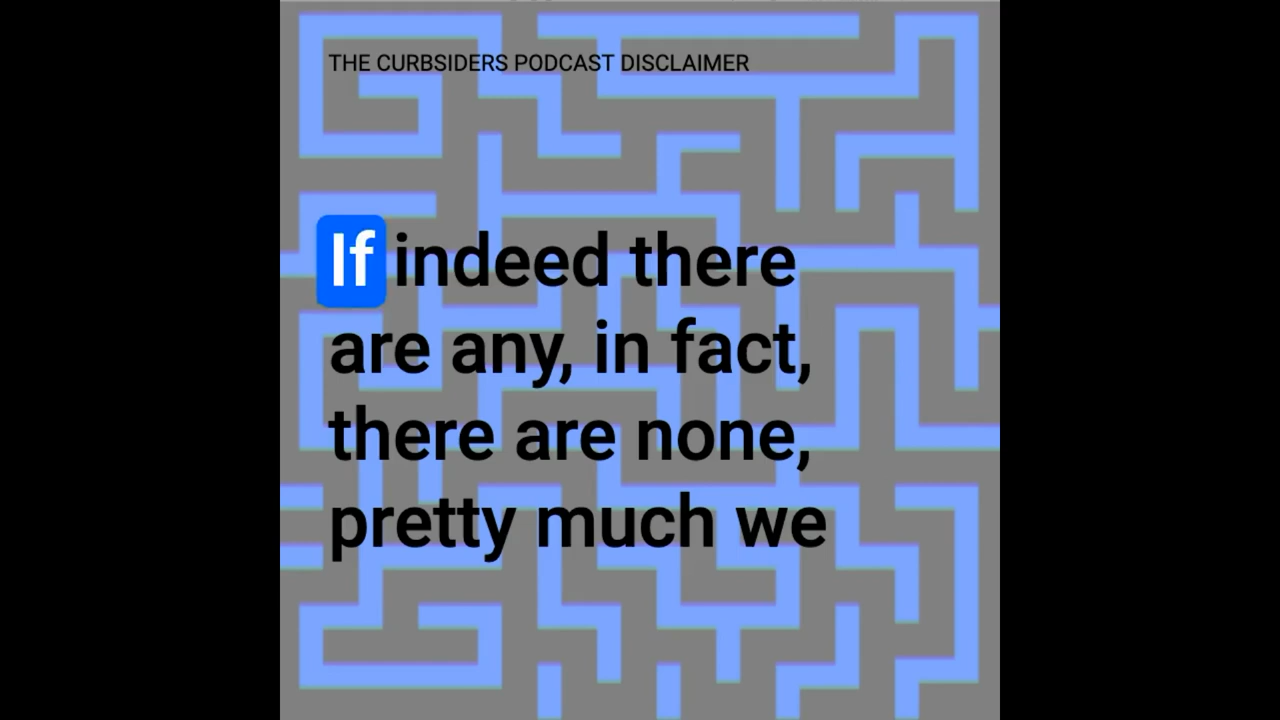 THE CURBSIDERS PODCAST DISCLAIMER
If indeed there
are any, in fact,
there are none,
pretty much we